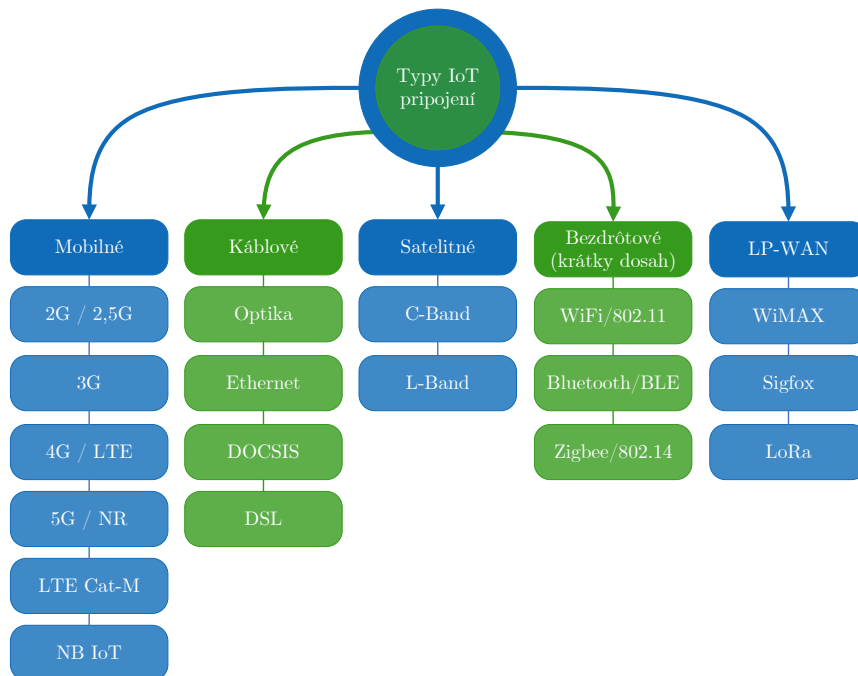 Typy IoT
pripojení
Mobilné
2G / 2,5G
3G
4G / LTE
5G / NR
LTE Cat-M
NB IoT
Káblové
Optika
Ethernet
DOCSIS
DSL
Satelitné
C-Band
L-Band
Bezdrôtové
(krátky dosah)
WiFi/802.11
Bluetooth/BLE
Zigbee/802.14
LP-WAN
WiMAX
Sigfox
LoRa